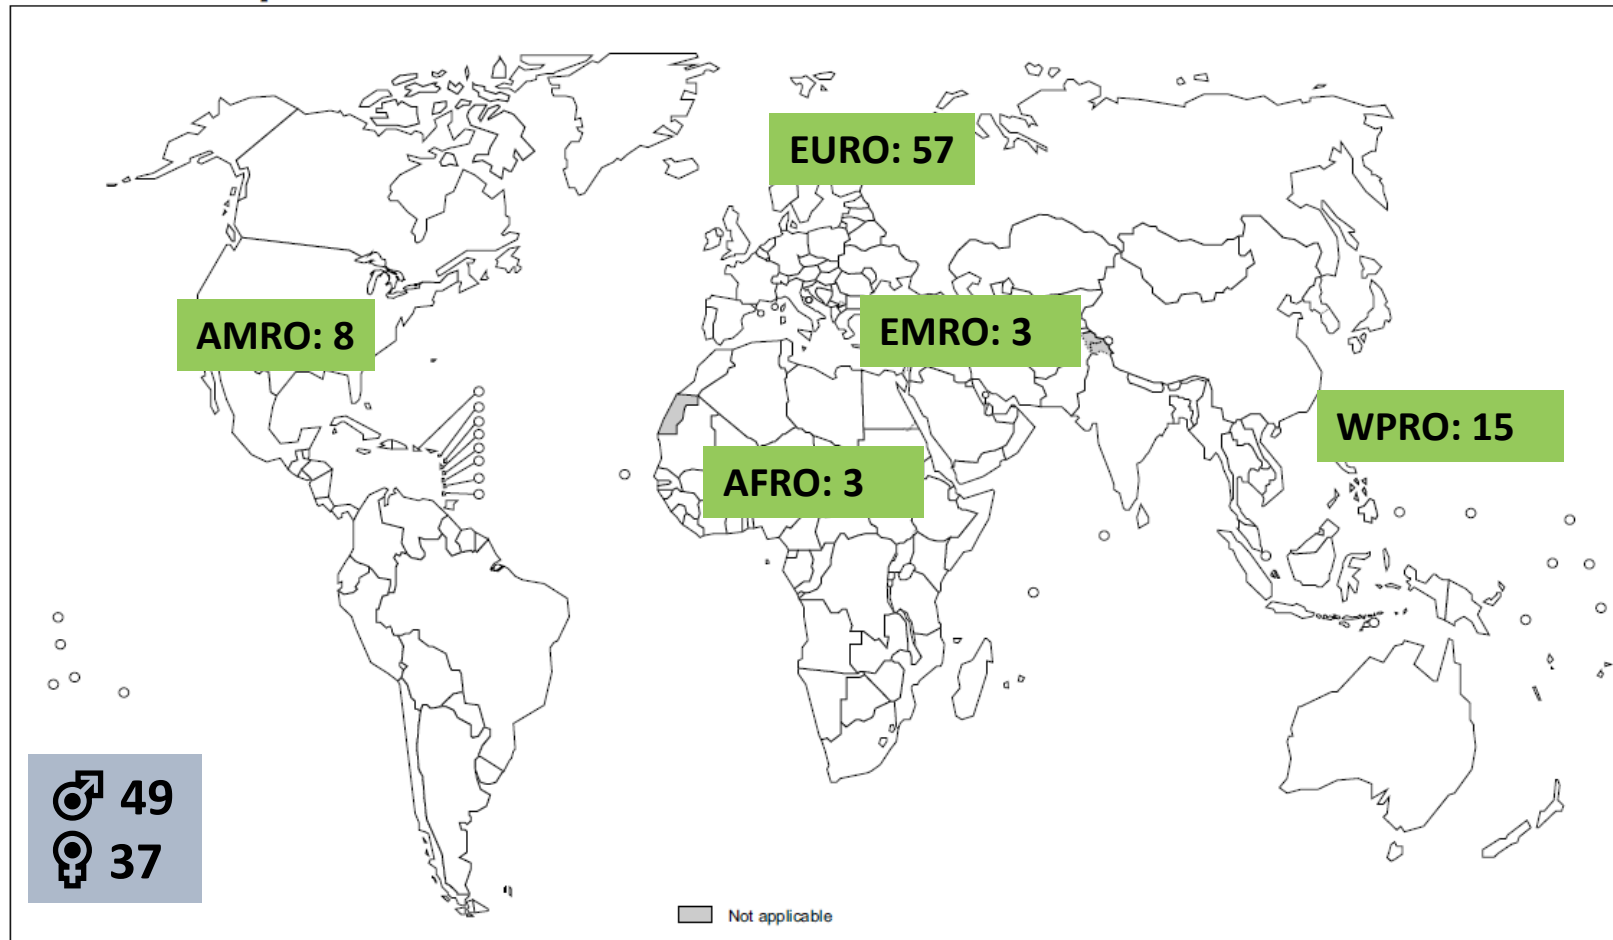 EURO: 57
AMRO: 8
EMRO: 3
WPRO: 15
AFRO: 3
♂ 49
♀ 37
Not applicable